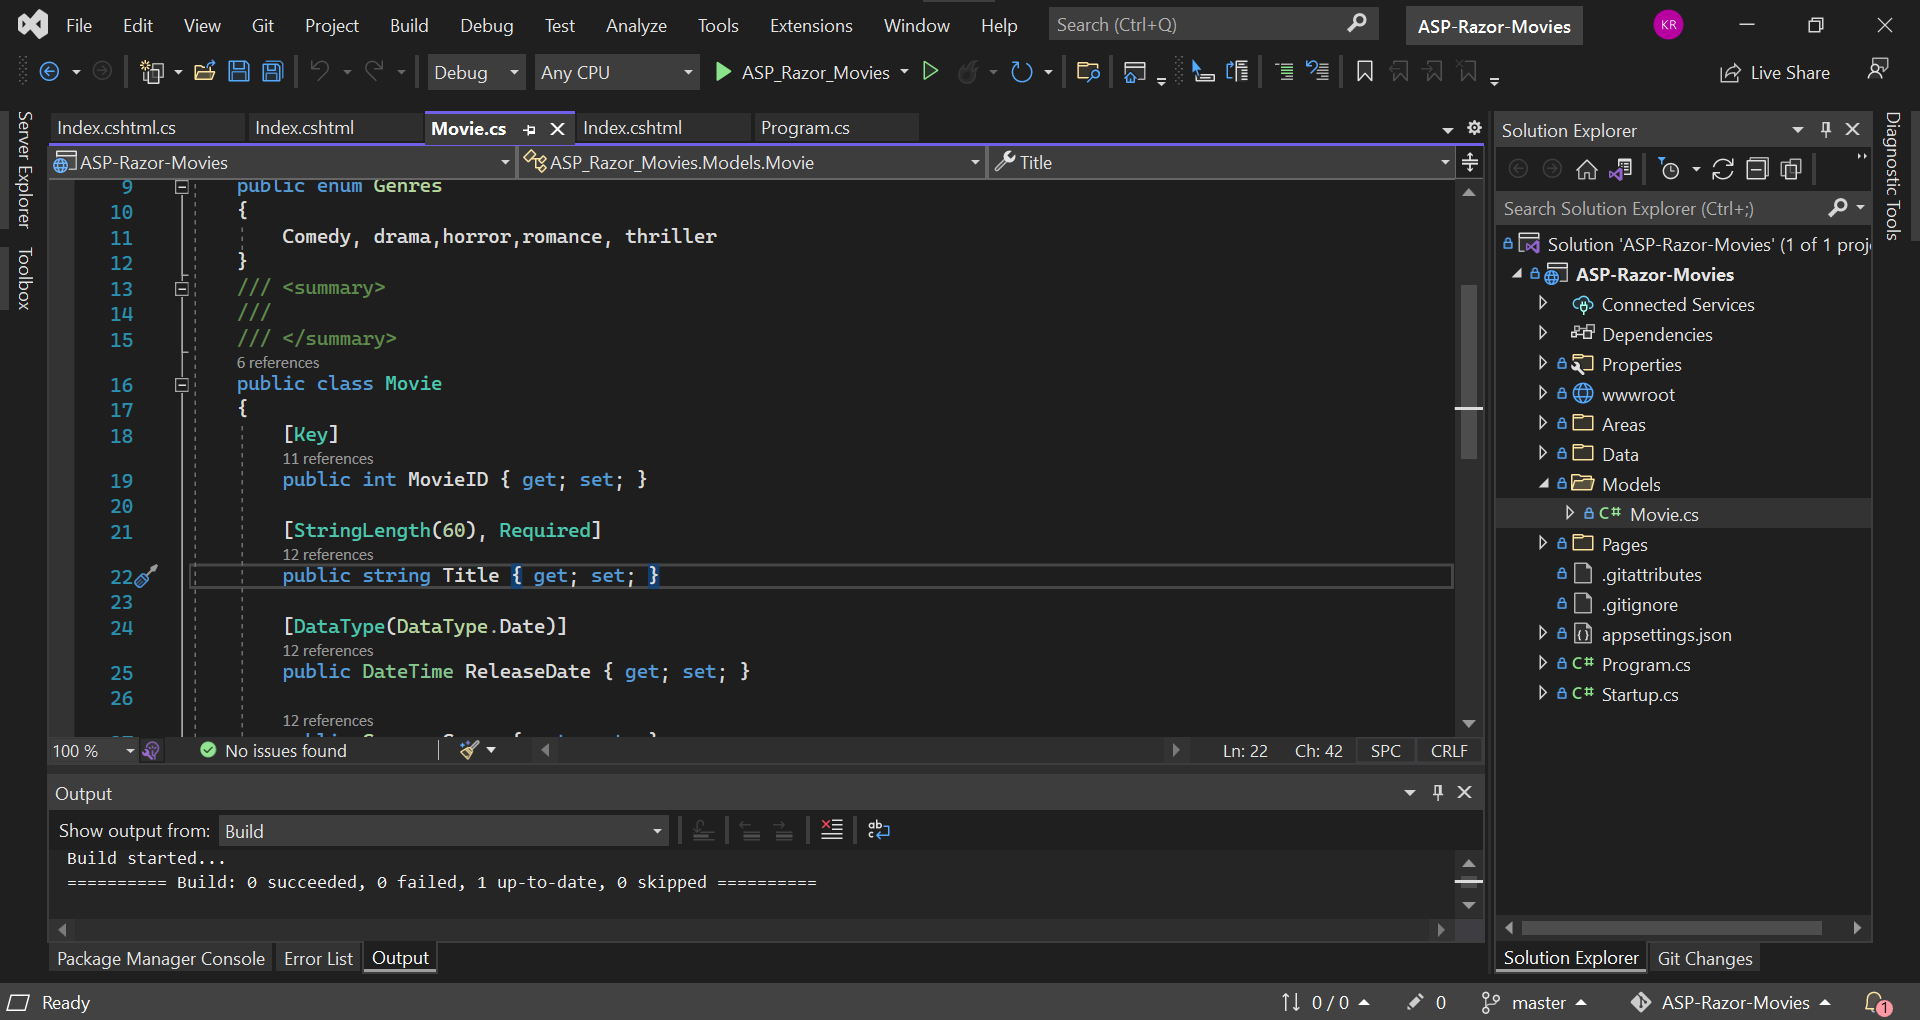 File Edit View Git Project Build Debug Test Analyze Tools Extensions Window Help Search (Ctrl+Q) ASP-Razor-Movies KR
Debug Any CPU ASP_Razor_Movies Live Share
Server Explorer
Toolbox
Index.cshtml.cs Index.cshtml Movie.cs Index.cshtml Program.cs
ASP-Razor-Movies ASP_Razor_Movies.Models.Movie Title
9 public enum Genres
10 {
11 Comedy, drama,horror,romance, thriller
12 }
13 /// <summary>
14 ///
15 /// </summary>
6 references
16 public class Movie
17 {
18 [Key]
11 references
19 public int MovieID { get; set; }
20
21 [StringLength(60), Required]
12 references
22 public string Title { get; set; }
23
24 [DataType(DataType.Date)]
12 references
25 public DateTime ReleaseDate { get; set; }
26
12 references
100 % No issues found Ln: 22 Ch: 42 SPC CRLF
Output
Show output from: Build
Build started...
========== Build: 0 succeeded, 0 failed, 1 up-to-date, 0 skipped ==========
Package Manager Console Error List Output
Solution Explorer
Search Solution Explorer (Ctrl+;)
Solution 'ASP-Razor-Movies' (1 of 1 proj
ASP-Razor-Movies
Connected Services
Dependencies
Properties
wwwroot
Areas
Data
Models
C# Movie.cs
Pages
.gitattributes
.gitignore
appsettings.json
C# Program.cs
C# Startup.cs
Solution Explorer Git Changes
Diagnostic Tools
Ready 0 / 0 0 master ASP-Razor-Movies 1